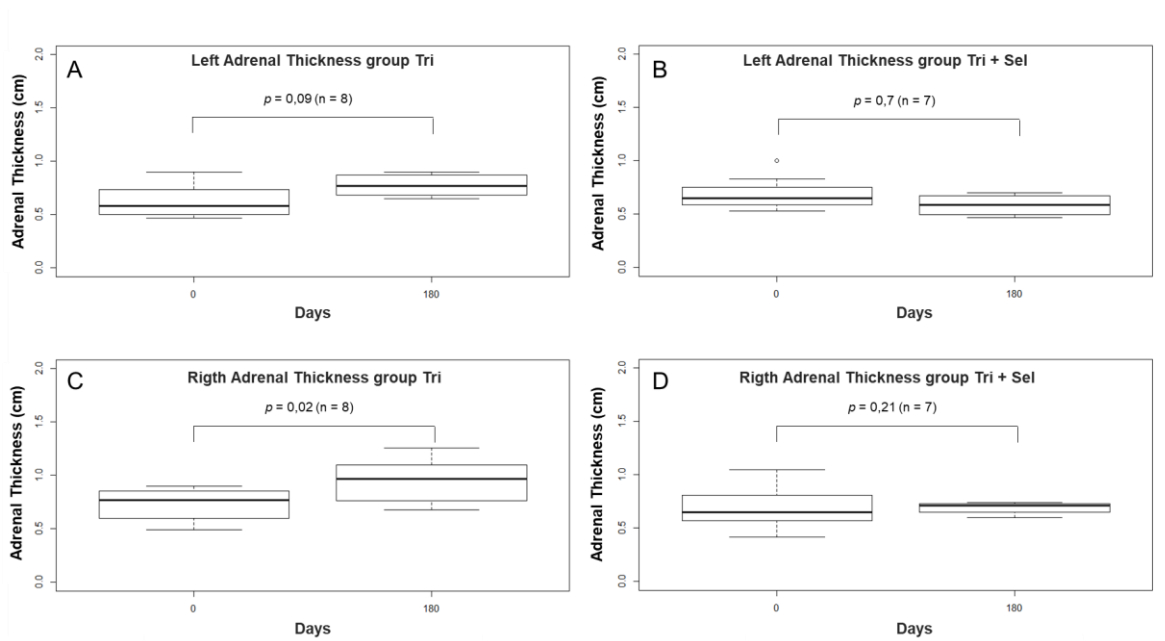 A
Left Adrenal Thickness group Tri
p = 0,09 (n = 8)
Adrenal Thickness (cm)
2.0
1.5
1.0
0.5
0.0
0
180
Days
B
Left Adrenal Thickness group Tri + Sel
p = 0,7 (n = 7)
Adrenal Thickness (cm)
2.0
1.5
1.0
0.5
0.0
0
180
Days
C
Rigth Adrenal Thickness group Tri
p = 0,02 (n = 8)
Adrenal Thickness (cm)
2.0
1.5
1.0
0.5
0.0
0
180
Days
D
Rigth Adrenal Thickness group Tri + Sel
p = 0,21 (n = 7)
Adrenal Thickness (cm)
2.0
1.5
1.0
0.5
0.0
0
180
Days